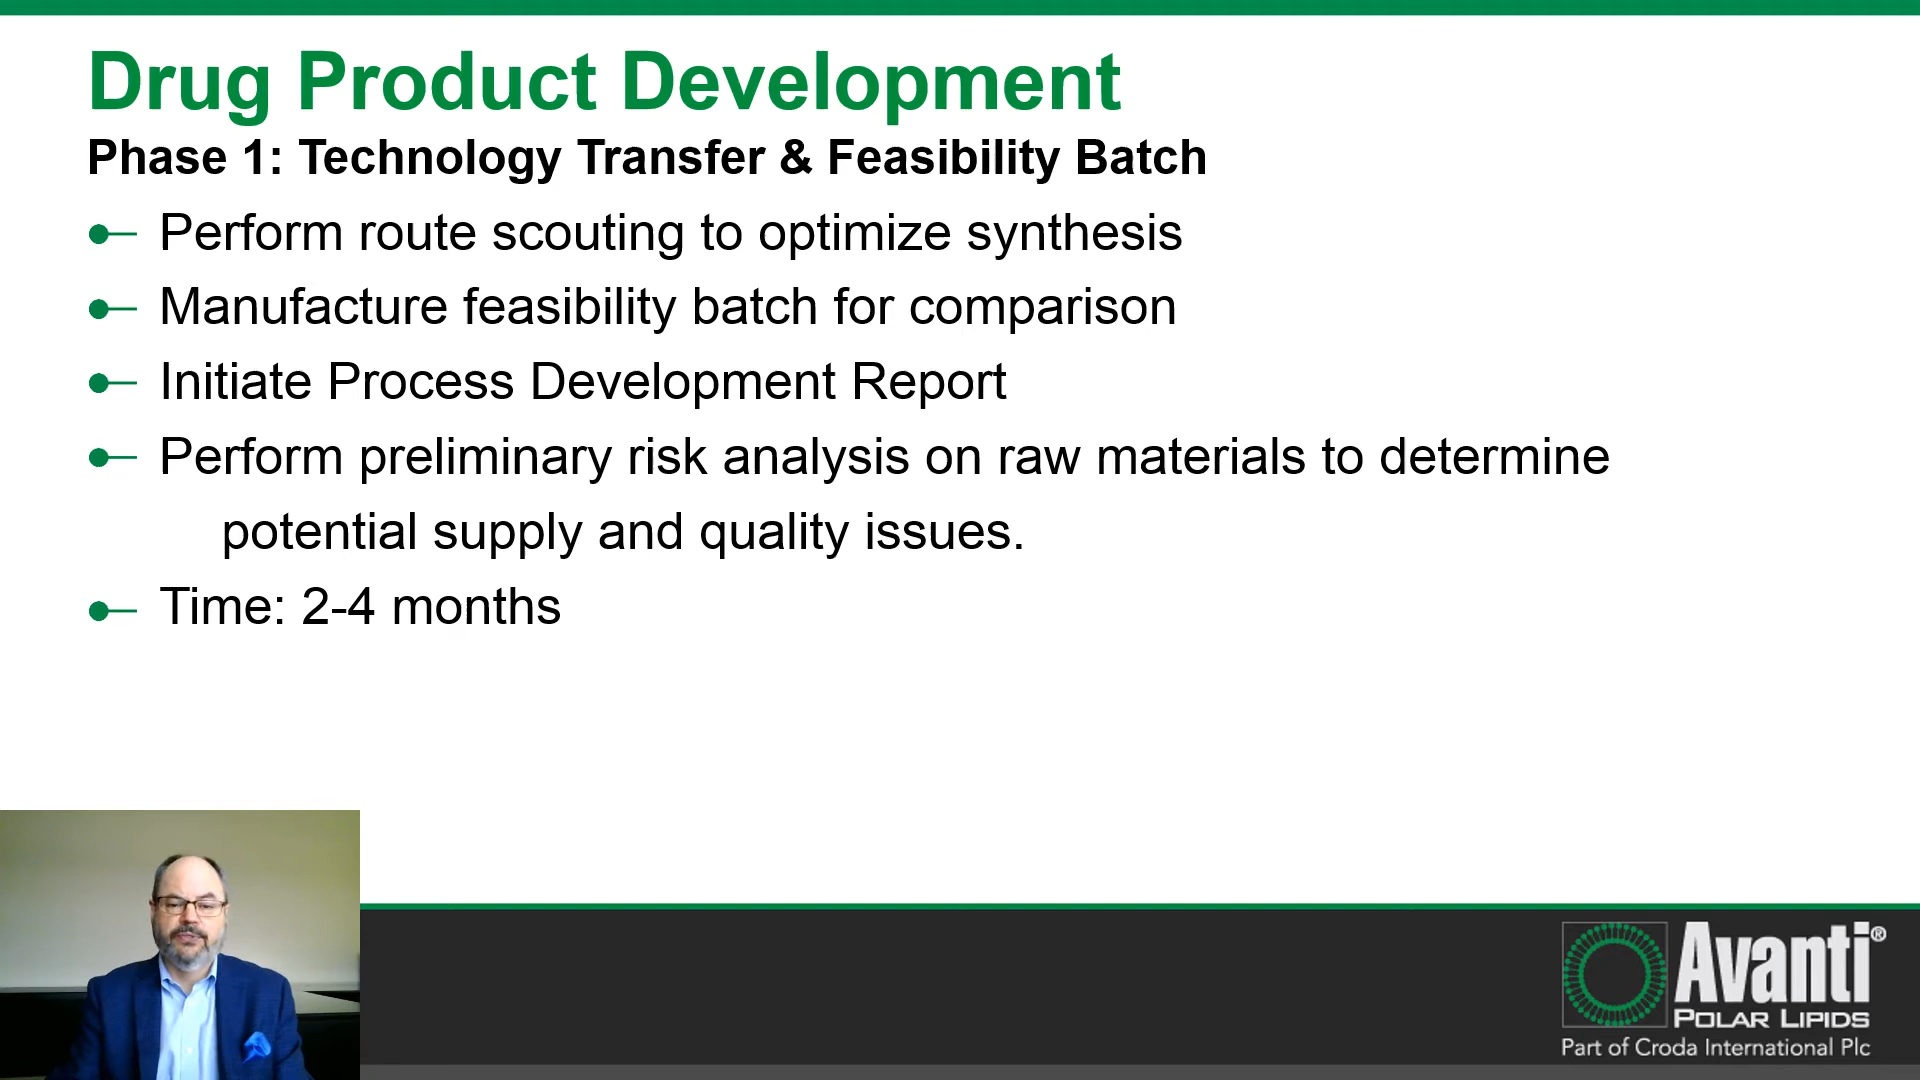 Drug Product Development
Phase 1: Technology Transfer & Feasibility Batch
Perform route scouting to optimize synthesis
Manufacture feasibility batch for comparison
Initiate Process Development Report
Perform preliminary risk analysis on raw materials to determine
potential supply and quality issues.
Time: 2-4 months
Avanti®
POLAR LIPIDS
Part of Croda International Plc